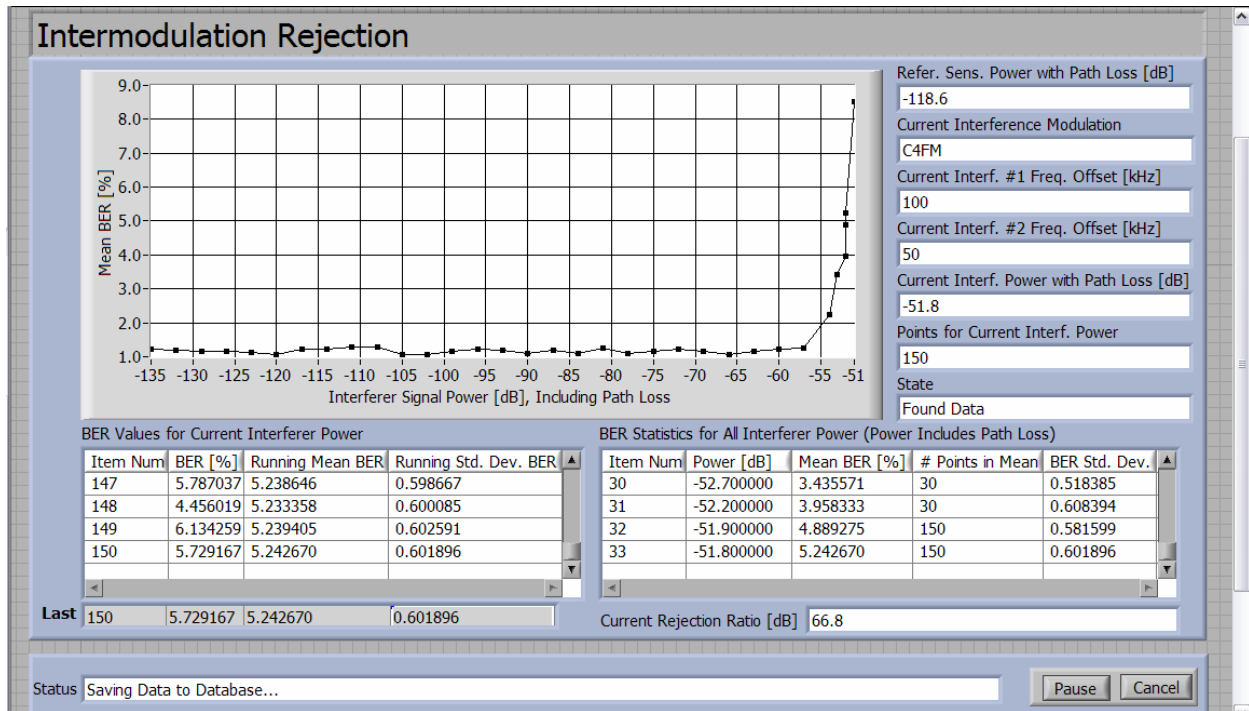 Intermodulation Rejection
9.0
8.0
7.0
6.0
5.0
4.0
3.0
2.0
1.0
Mean BER [%]
-135 -130 -125 -120 -115 -110 -105 -100 -95 -90 -85 -80 -75 -70 -65 -60 -55 -51
Interferer Signal Power [dB], Including Path Loss
Refer. Sens. Power with Path Loss [dB]
-118.6
Current Interference Modulation
C4FM
Current Interf. #1 Freq. Offset [kHz]
100
Current Interf. #2 Freq. Offset [kHz]
50
Current Interf. Power with Path Loss [dB]
-51.8
Points for Current Interf. Power
150
State
Found Data
BER Values for Current Interferer Power
Item Num BER [%] Running Mean BER Running Std. Dev. BER
147 5.787037 5.238646 0.598667
148 4.456019 5.233358 0.600085
149 6.134259 5.239405 0.602591
150 5.729167 5.242670 0.601896
Last 150 5.729167 5.242670 0.601896
BER Statistics for All Interferer Power (Power Includes Path Loss)
Item Num Power [dB] Mean BER [%] # Points in Mean BER Std. Dev.
30 -52.700000 3.435571 30 0.518385
31 -52.200000 3.958333 30 0.608394
32 -51.900000 4.889275 150 0.581599
33 -51.800000 5.242670 150 0.601896
Current Rejection Ratio [dB] 66.8
Status Saving Data to Database...
Pause Cancel